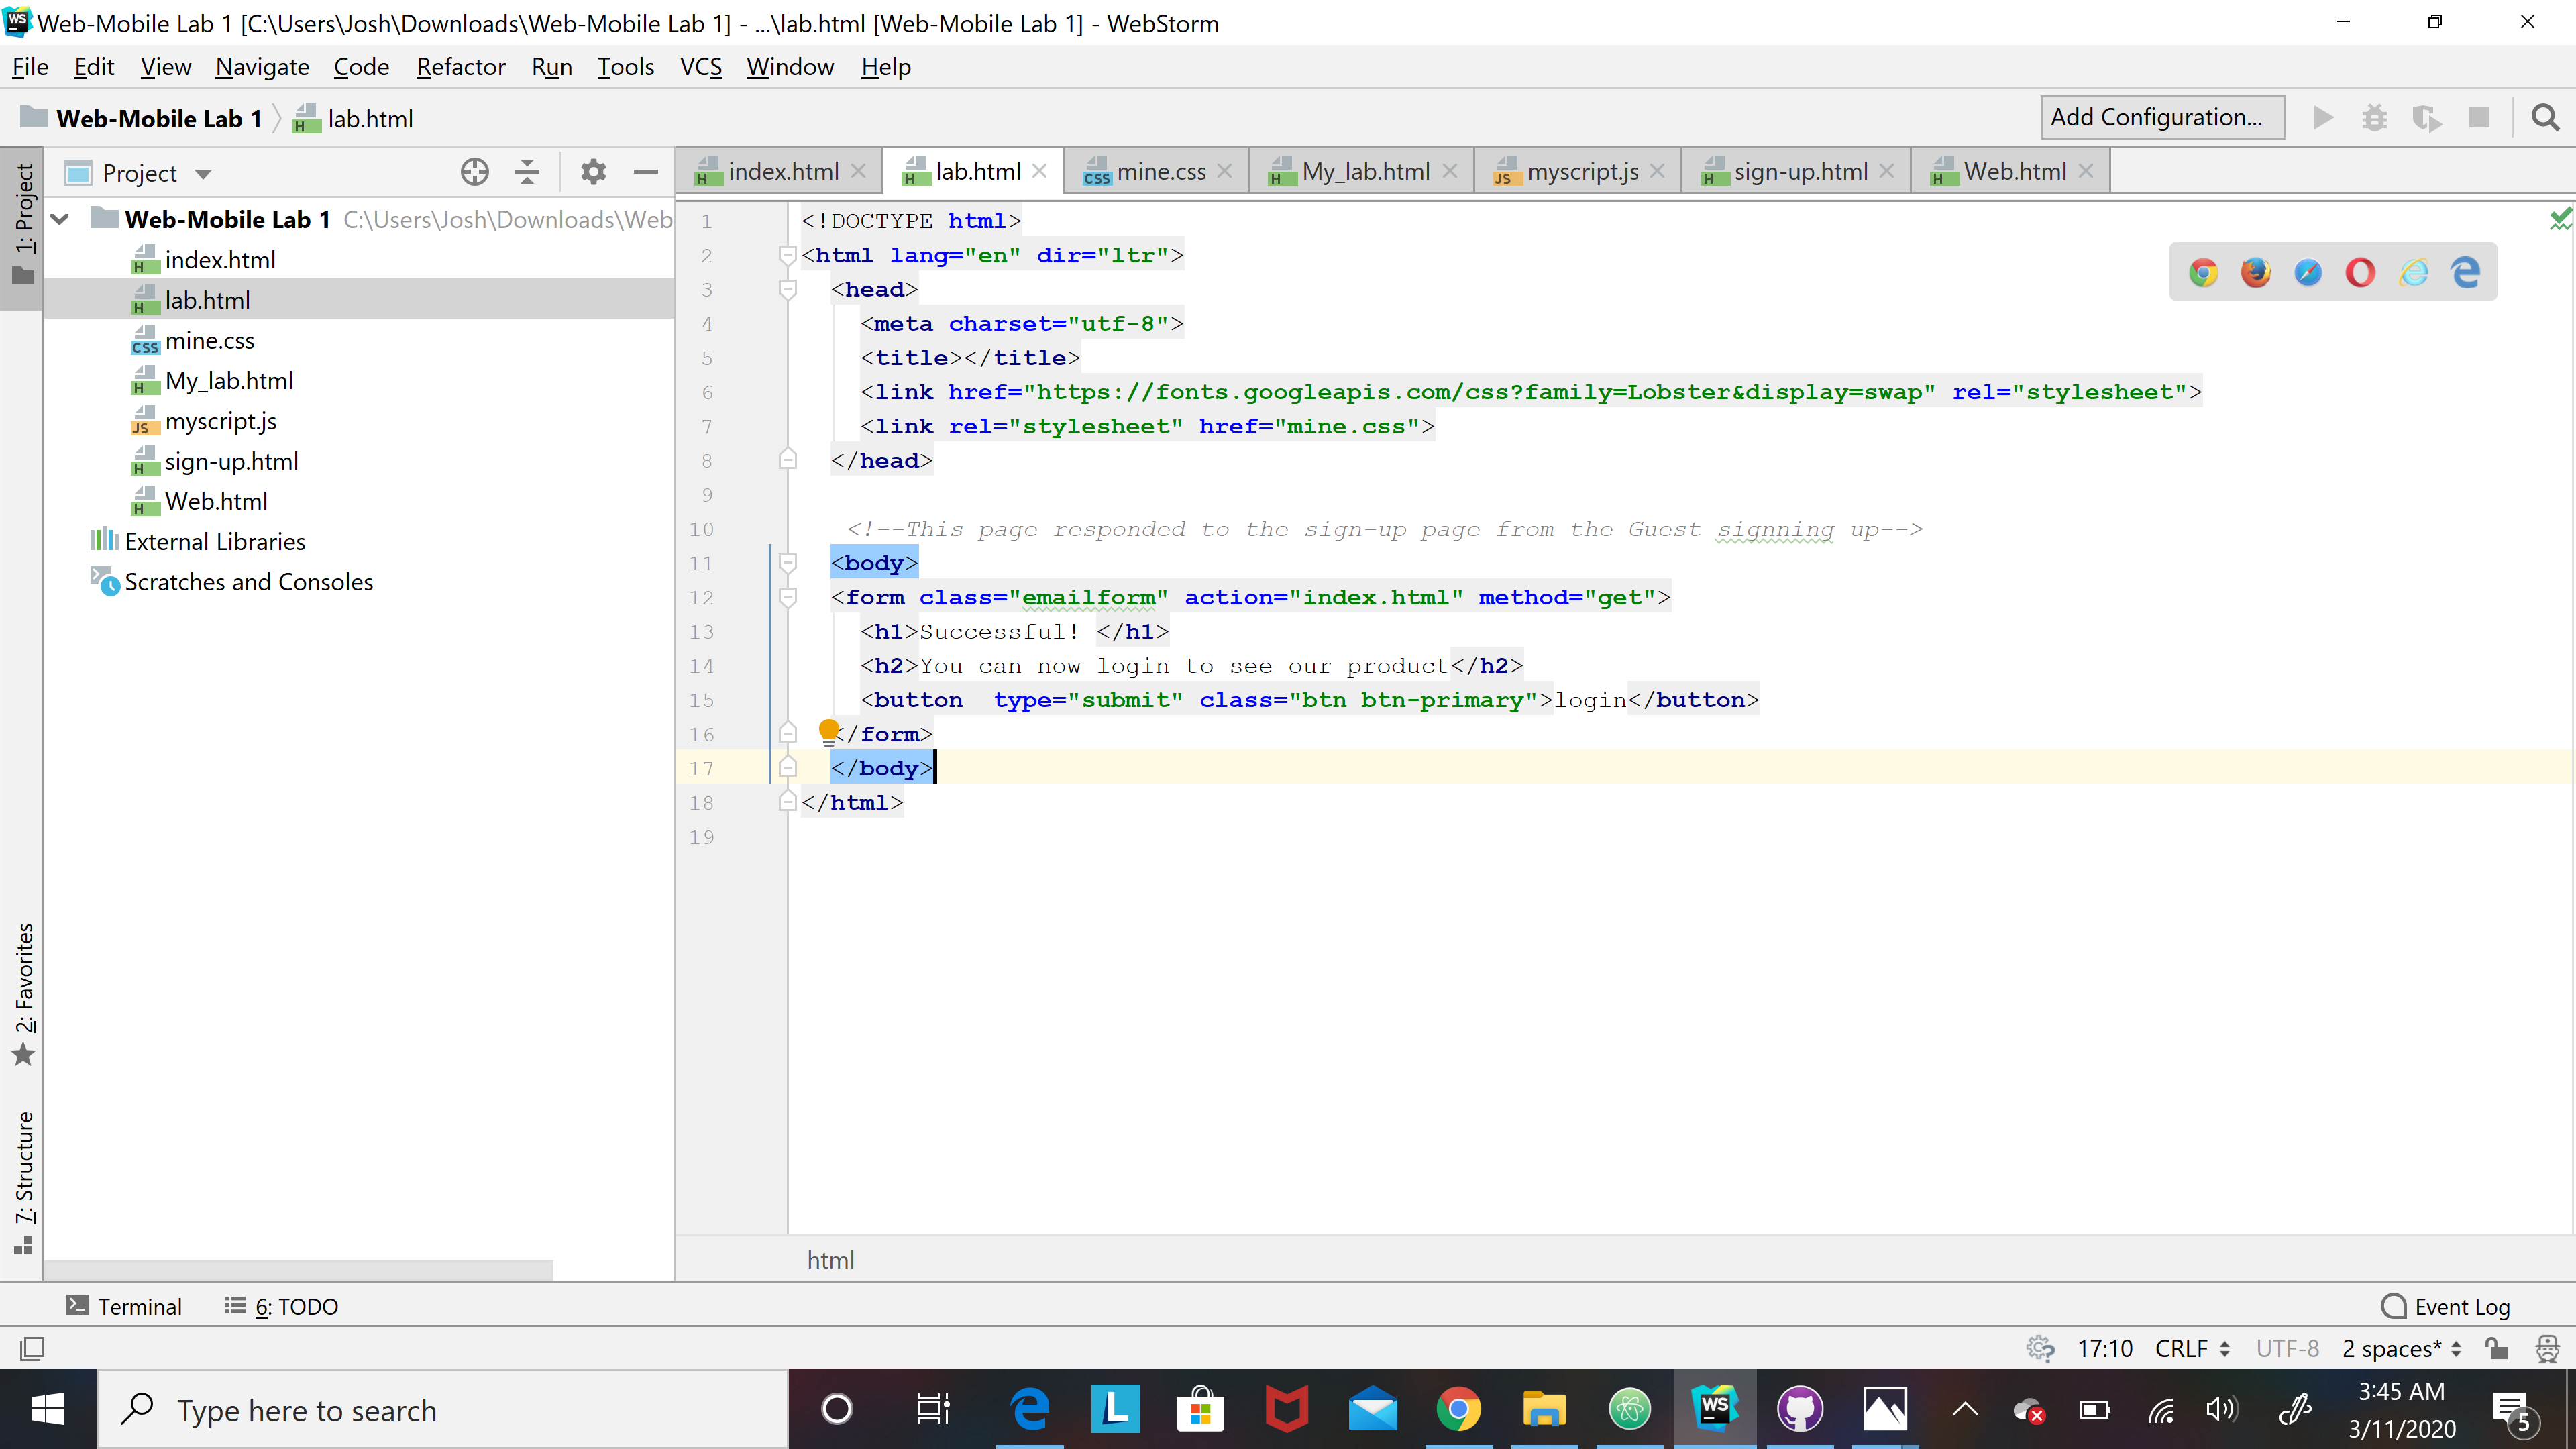 WS Web-Mobile Lab 1 [C:\Users\Josh\Downloads\Web-Mobile Lab 1] - ...\lab.html [Web-Mobile Lab 1] - WebStorm
File Edit View Navigate Code Refactor Run Tools VCS Window Help
Web-Mobile Lab 1 H lab.html Add Configuration...
1: Project
Project
H index.html H lab.html CSS mine.css H My_lab.html JS myscript.js H sign-up.html H Web.html
Web-Mobile Lab 1 C:\Users\Josh\Downloads\Web
H index.html
H lab.html
CSS mine.css
H My_lab.html
JS myscript.js
H sign-up.html
H Web.html
External Libraries
Scratches and Consoles
1 <!DOCTYPE html>
2 <html lang="en" dir="ltr">
3 <head>
4 <meta charset="utf-8">
5 <title></title>
6 <link href="https://fonts.googleapis.com/css?family=Lobster&display=swap" rel="stylesheet">
7 <link rel="stylesheet" href="mine.css">
8 </head>
9
10 <!--This page responded to the sign-up page from the Guest signning up-->
11 <body>
12 <form class="emailform" action="index.html" method="get">
13 <h1>Successful! </h1>
14 <h2>You can now login to see our product</h2>
15 <button  type="submit" class="btn btn-primary">login</button>
16 </form>
17 </body>
18 </html>
19
2: Favorites
7: Structure
html
Terminal 6: TODO Event Log
17:10 CRLF UTF-8 2 spaces*
Type here to search
L
WS
3:45 AM
3/11/2020
5